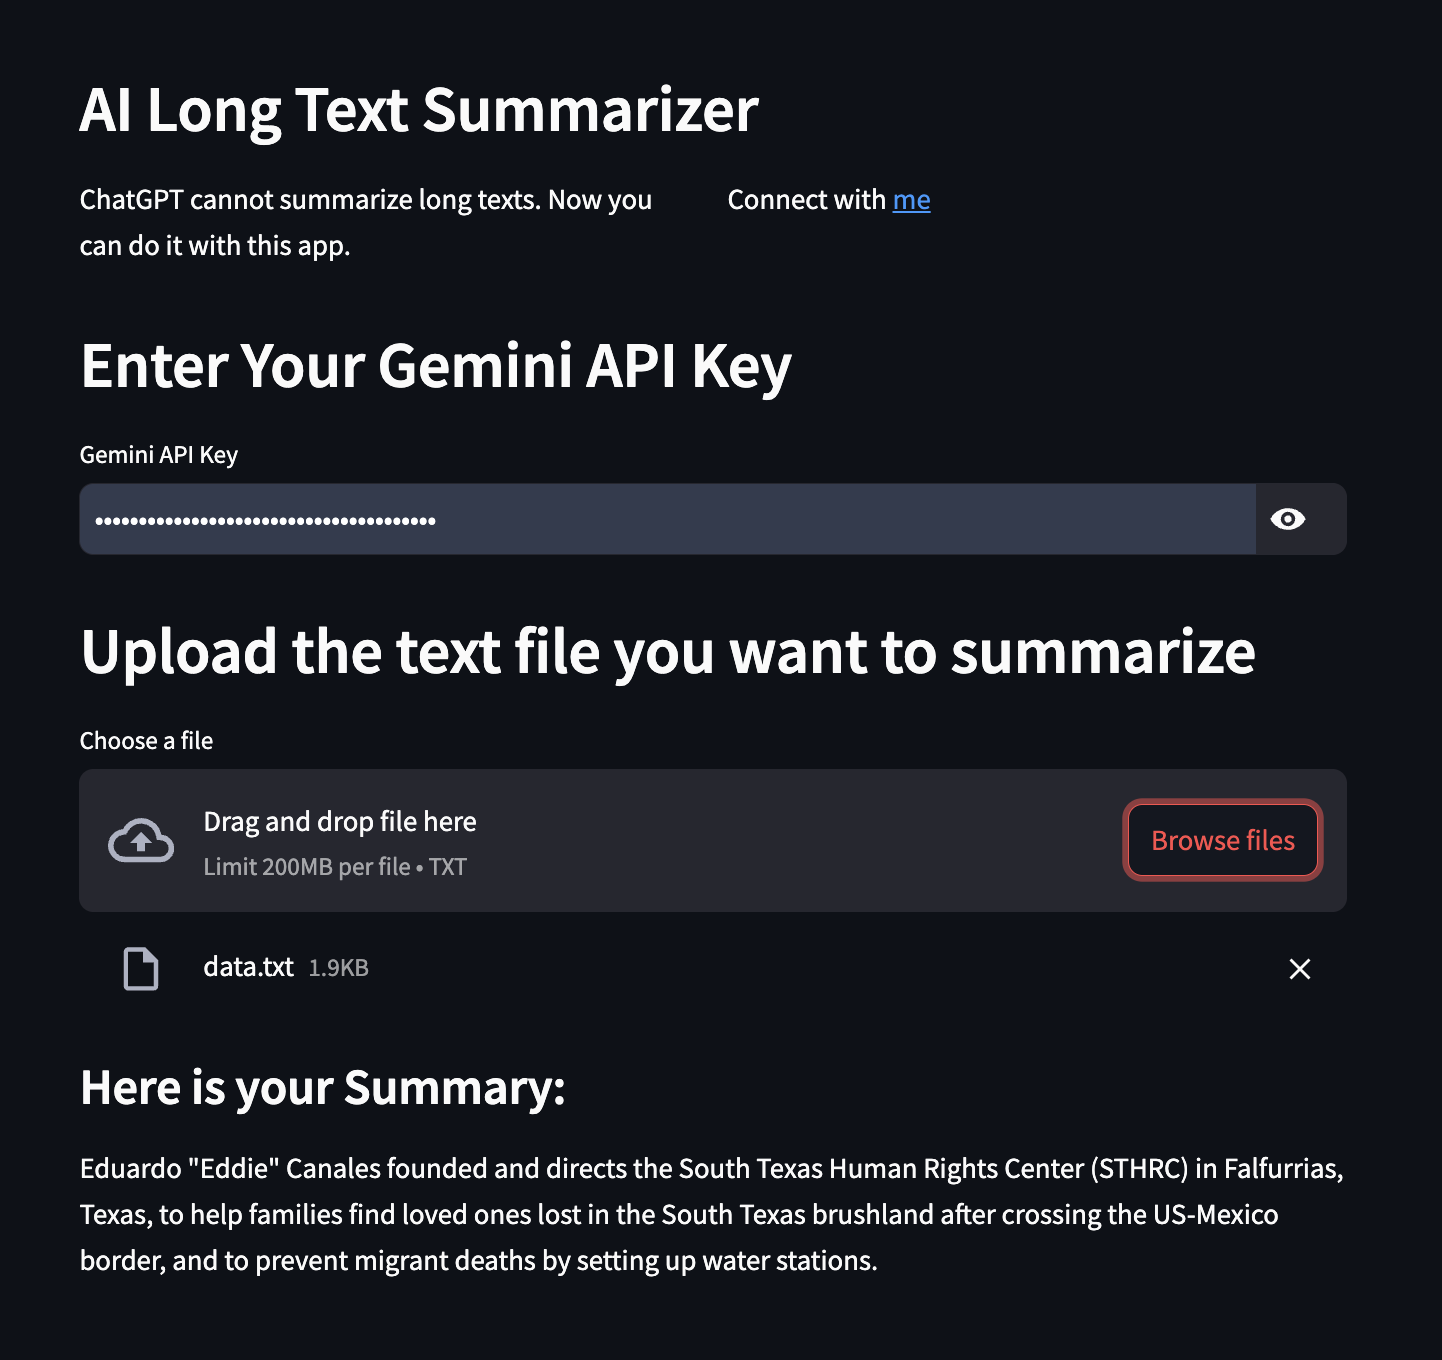 AI Long Text Summarizer
ChatGPT cannot summarize long texts. Now you
can do it with this app.
Connect with me
Enter Your Gemini API Key
Gemini API Key
•••••••••••••••••••••••••••••••••••••••
Upload the text file you want to summarize
Choose a file
Drag and drop file here
Limit 200MB per file • TXT
Browse files
data.txt 1.9KB
Here is your Summary:
Eduardo "Eddie" Canales founded and directs the South Texas Human Rights Center (STHRC) in Falfurrias,
Texas, to help families find loved ones lost in the South Texas brushland after crossing the US-Mexico
border, and to prevent migrant deaths by setting up water stations.